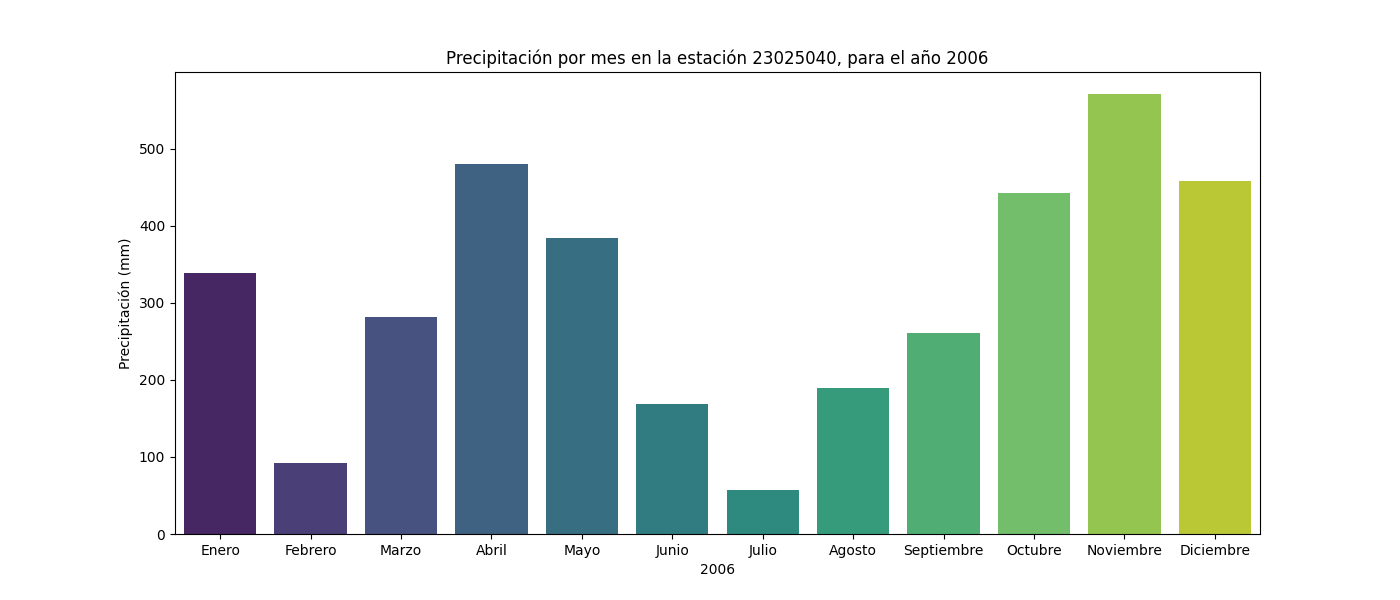 Precipitación por mes en la estación 23025040, para el año 2006
Precipitación (mm)
500
400
300
200
100
0
Enero Febrero Marzo Abril Mayo Junio Julio Agosto Septiembre Octubre Noviembre Diciembre
2006